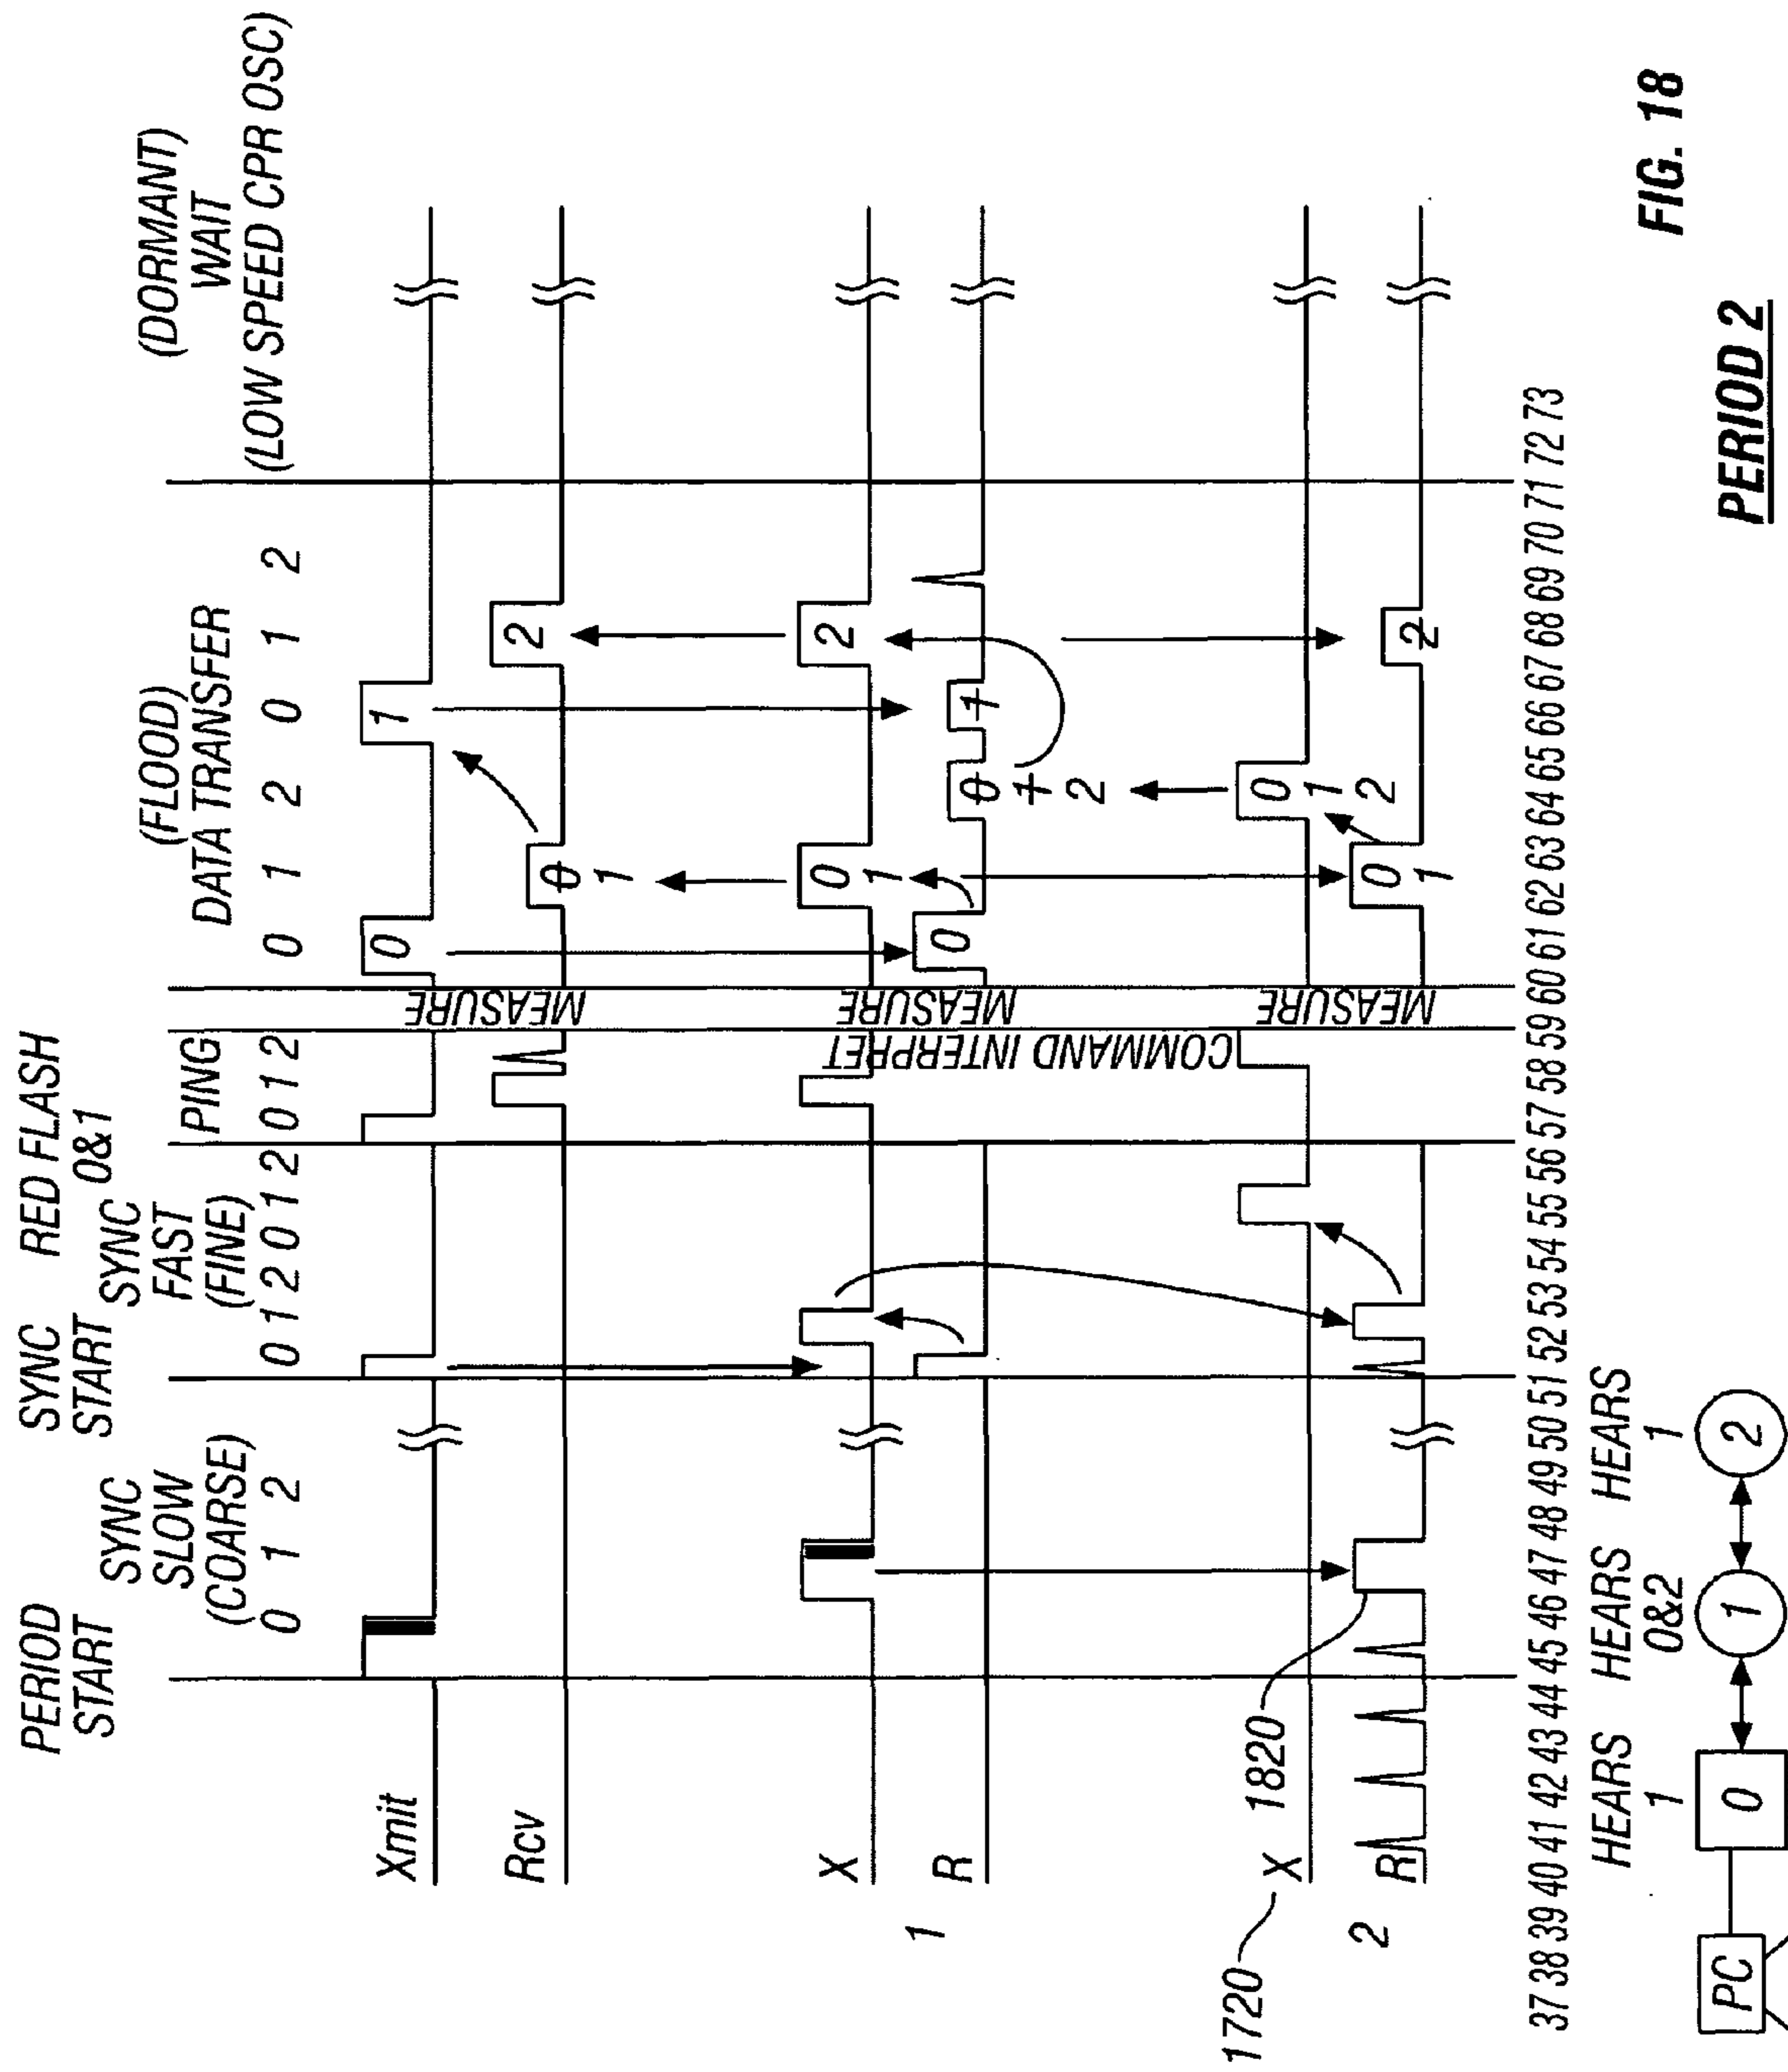 PERIOD
START
SYNC
SLOW
(COARSE)
0 1 2
SYNC
START
SYNC
FAST
(FINE)
0 1 2 0 1 2
RED FLASH
0&1
PING
0 1 2
(FLOOD)
DATA TRANSFER
0 1 2 0 1 2
(DORMANT)
WAIT
(LOW SPEED CPR OSC)
Xmit
0
1
Rcv
MEASURE
0
1
2
1
X
0
1
2
R
MEASURE
0
0
1
2
1
COMMAND INTERPRET
1720
X
0
1
2
1820
2
R
MEASURE
0
1
2
37 38 39 40 41 42 43 44 45 46 47 48 49 50 51 52 53 54 55 56 57 58 59 60 61 62 63 64 65 66 67 68 69 70 71 72 73
HEARS
1
HEARS
0&2
HEARS
1
PC
0
1
2
PERIOD 2
FIG. 18